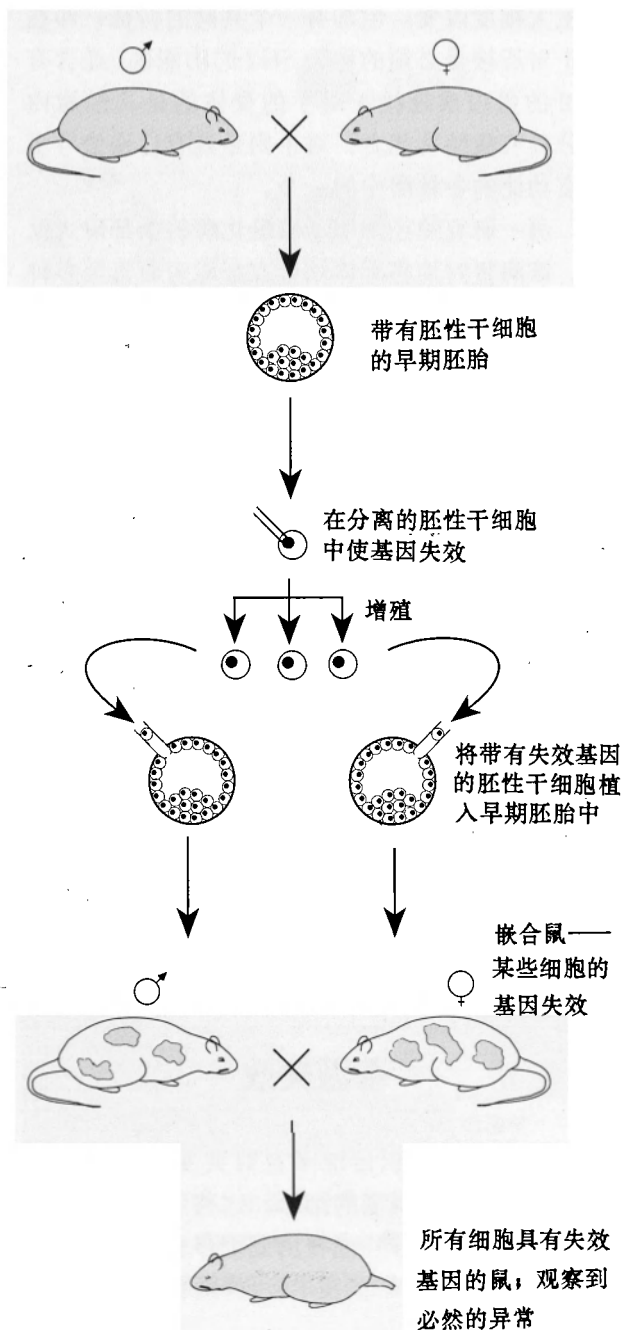 ♂
♀
带有胚性干细胞
的早期胚胎
在分离的胚性干细胞
中使基因失效
增殖
将带有失效基因
的胚性干细胞植
入早期胚胎中
嵌合鼠——
某些细胞的
基因失效
♂
♀
所有细胞具有失效
基因的鼠；观察到
必然的异常